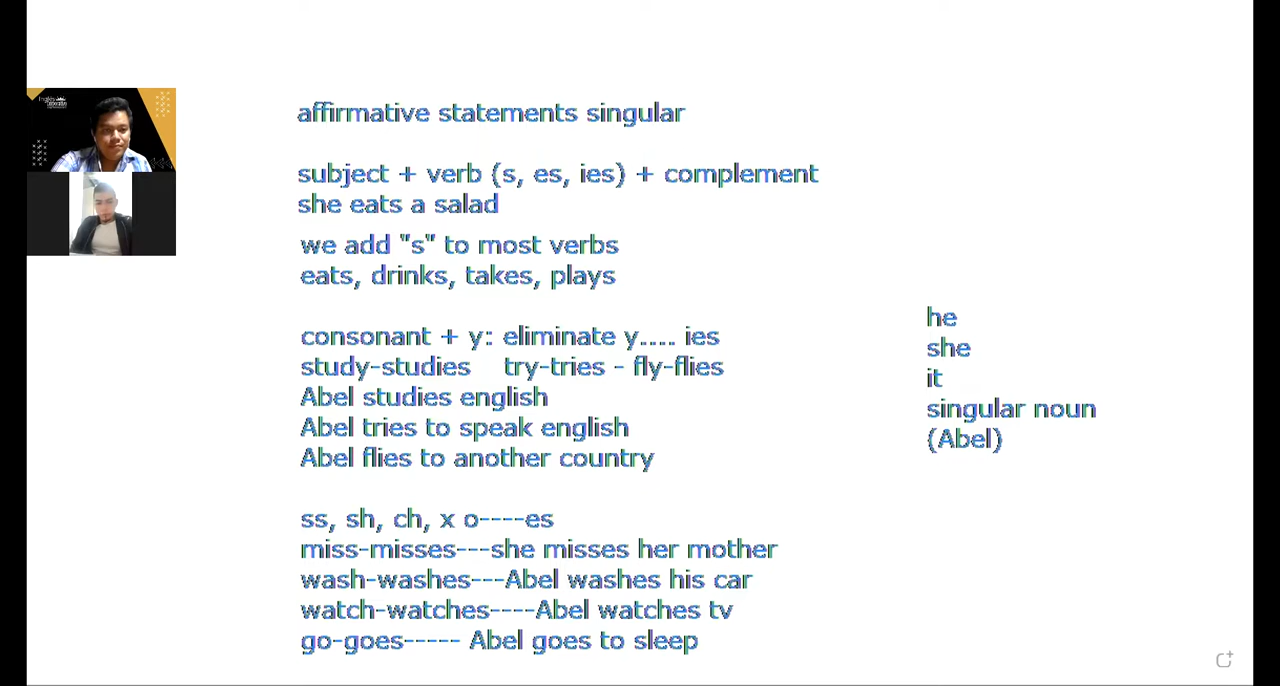 affirmative statements singular
subject + verb (s, es, ies) + complement
she eats a salad
we add "s" to most verbs
eats, drinks, takes, plays
consonant + y: eliminate y.... ies
study-studies try-tries - fly-flies
Abel studies english
Abel tries to speak english
Abel flies to another country
ss, sh, ch, x o----es
miss-misses---she misses her mother
wash-washes---Abel washes his car
watch-watches----Abel watches tv
go-goes----- Abel goes to sleep
he
she
it
singular noun
(Abel)